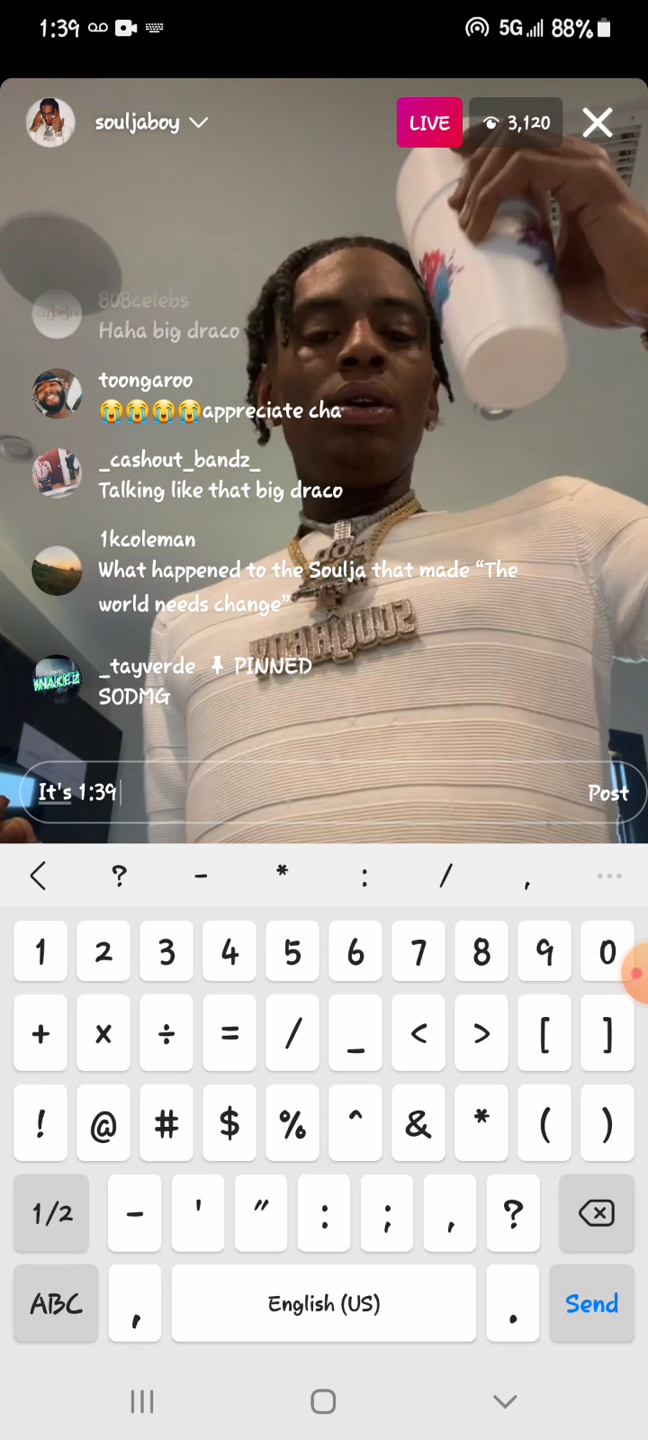 1:39 5G 88%
souljaboy LIVE 3,120
808celebs
Haha big draco
toongaroo
😭😭😭😭appreciate cha
_cashout_bandz_
Talking like that big draco
1kcoleman
What happened to the Soulja that made “The
world needs change”
_tayverde PINNED
SODMG
It's 1:39 Post
? - * : / , ...
1 2 3 4 5 6 7 8 9 0
+ × ÷ = / _ < > [ ]
! @ # $ % ^ & * ( )
1/2 - ' " : ; , ?
ABC , English (US) . Send